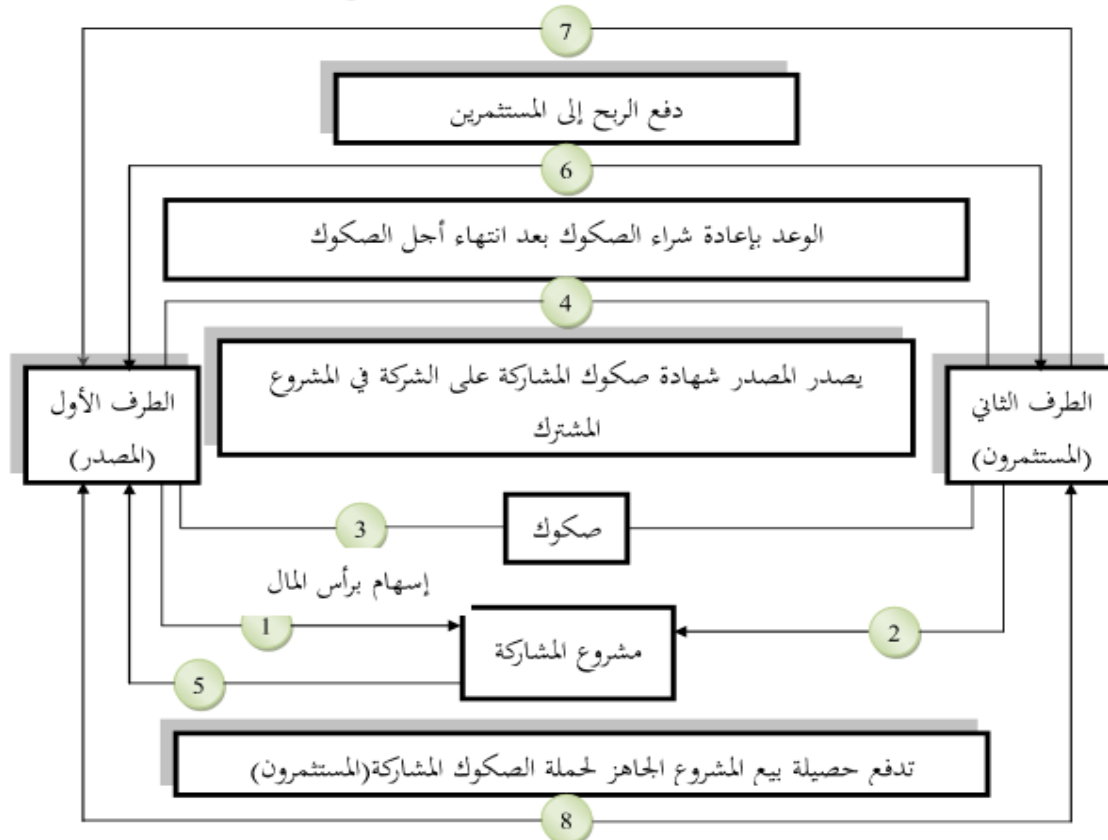 7
دفع الربح إلى المستثمرين
6
الوعد بإعادة شراء الصكوك بعد انتهاء أجل الصكوك
4
يصدر المصدر شهادة صكوك المشاركة على الشركة في المشروع
المشترك
الطرف الثاني
(المستثمرون)
الطرف الأول
(المصدر)
صكوك
3
إسهام برأس المال
1
2
مشروع المشاركة
5
تدفع حصيلة بيع المشروع الجاهز لحملة الصكوك المشاركة(المستثمرون)
8